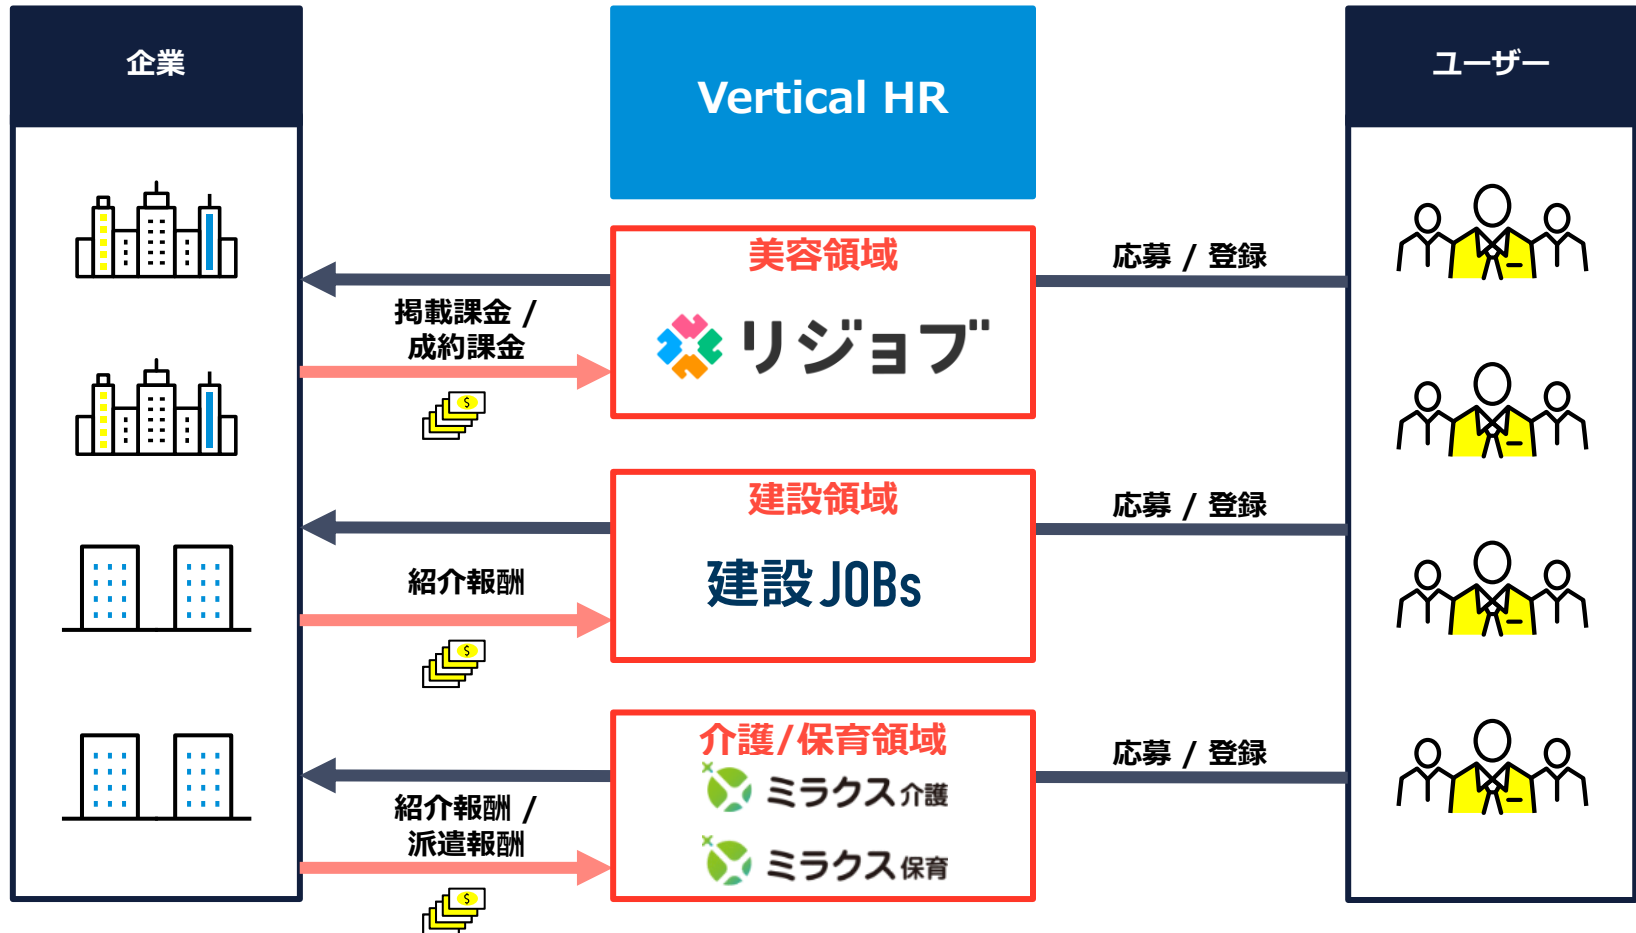 企業
Vertical HR
ユーザー
美容領域
リジョブ
応募 / 登録
掲載課金 /
成約課金
$
建設領域
建設JOBs
応募 / 登録
紹介報酬
$
介護/保育領域
ミラクス介護
ミラクス保育
応募 / 登録
紹介報酬 /
派遣報酬
$